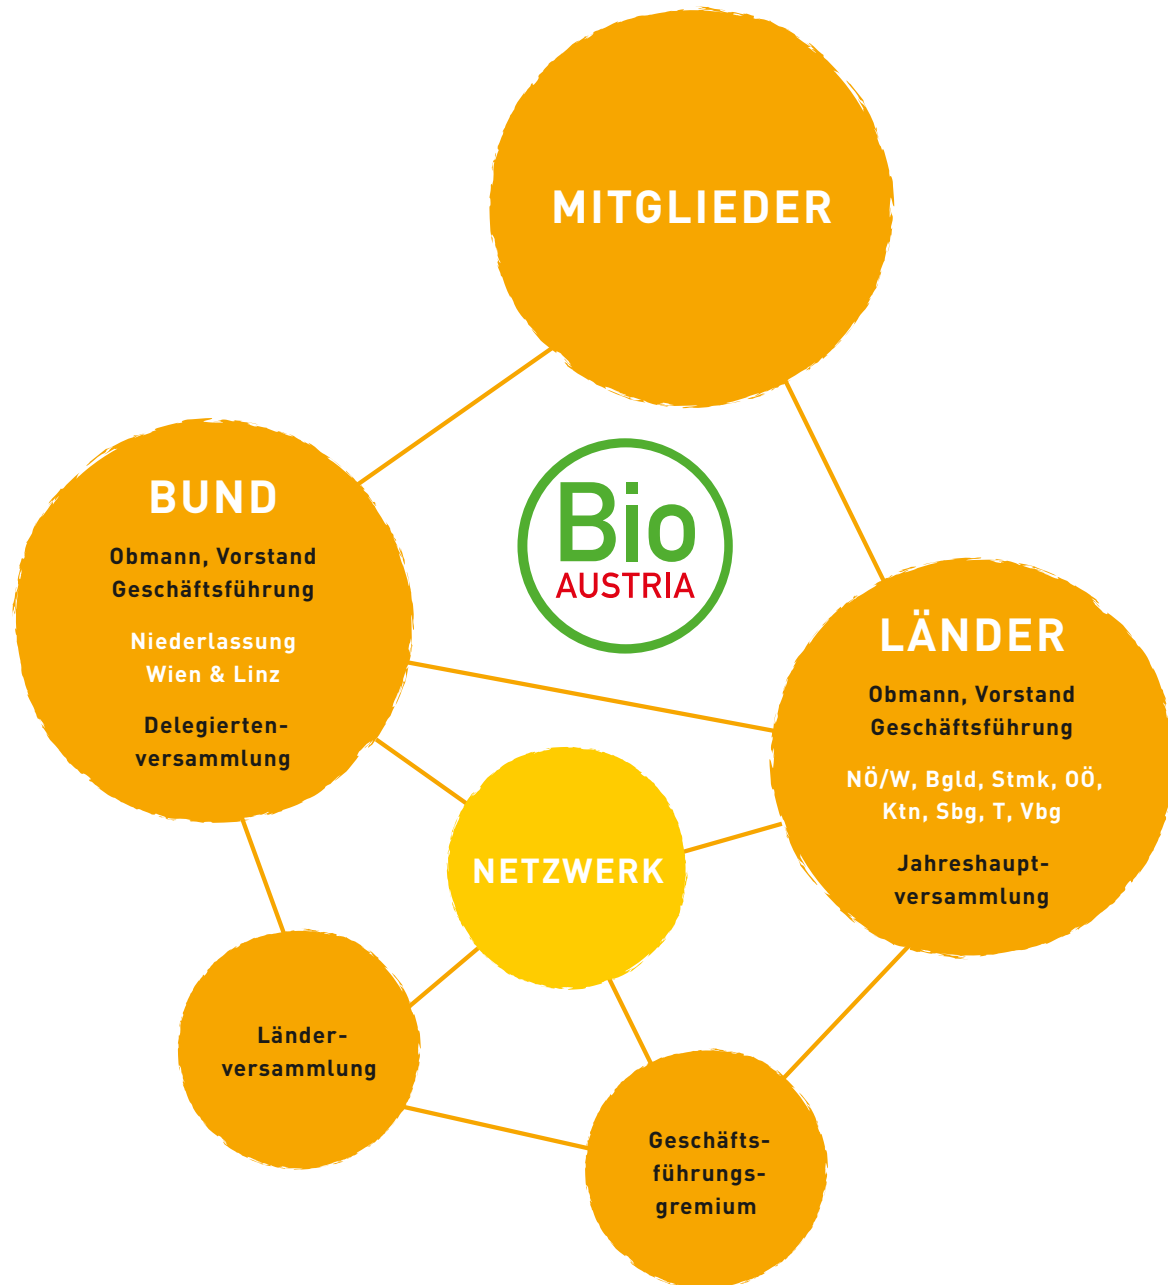 MITGLIEDER
BUND
Obmann, Vorstand
Geschäftsführung
Niederlassung
Wien & Linz
Delegierten-
versammlung
Bio
AUSTRIA
LÄNDER
Obmann, Vorstand
Geschäftsführung
NÖ/W, Bgld, Stmk, OÖ,
Ktn, Sbg, T, Vbg
Jahreshaupt-
versammlung
NETZWERK
Länder-
versammlung
Geschäfts-
führungs-
gremium